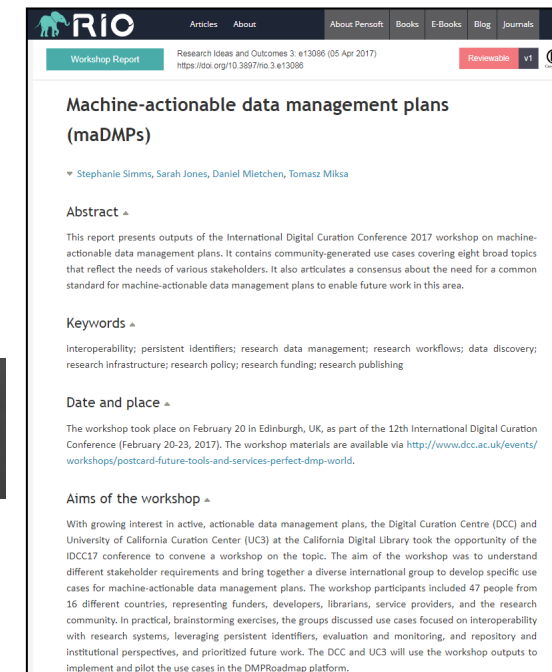 RIO
Articles About About Pensoft Books E-Books Blog Journals
Workshop Report
Research Ideas and Outcomes 3: e13086 (05 Apr 2017)
https://doi.org/10.3897/rio.3.e13086
Reviewable v1
Machine-actionable data management plans
(maDMPs)
Stephanie Simms, Sarah Jones, Daniel Mietchen, Tomasz Miksa
Abstract
This report presents outputs of the International Digital Curation Conference 2017 workshop on machine-
actionable data management plans. It contains community-generated use cases covering eight broad topics
that reflect the needs of various stakeholders. It also articulates a consensus about the need for a common
standard for machine-actionable data management plans to enable future work in this area.
Keywords
interoperability; persistent identifiers; research data management; research workflows; data discovery;
research infrastructure; research policy; research funding; research publishing
Date and place
The workshop took place on February 20 in Edinburgh, UK, as part of the 12th International Digital Curation
Conference (February 20-23, 2017). The workshop materials are available via http://www.dcc.ac.uk/events/
workshops/postcard-future-tools-and-services-perfect-dmp-world.
Aims of the workshop
With growing interest in active, actionable data management plans, the Digital Curation Centre (DCC) and
University of California Curation Center (UC3) at the California Digital Library took the opportunity of the
IDCC17 conference to convene a workshop on the topic. The aim of the workshop was to understand
different stakeholder requirements and bring together a diverse international group to develop specific use
cases for machine-actionable data management plans. The workshop participants included 47 people from
16 different countries, representing funders, developers, librarians, service providers, and the research
community. In practical, brainstorming exercises, the groups discussed use cases focused on interoperability
with research systems, leveraging persistent identifiers, evaluation and monitoring, and repository and
institutional perspectives, and prioritized future work. The DCC and UC3 will use the workshop outputs to
implement and pilot the use cases in the DMPRoadmap platform.